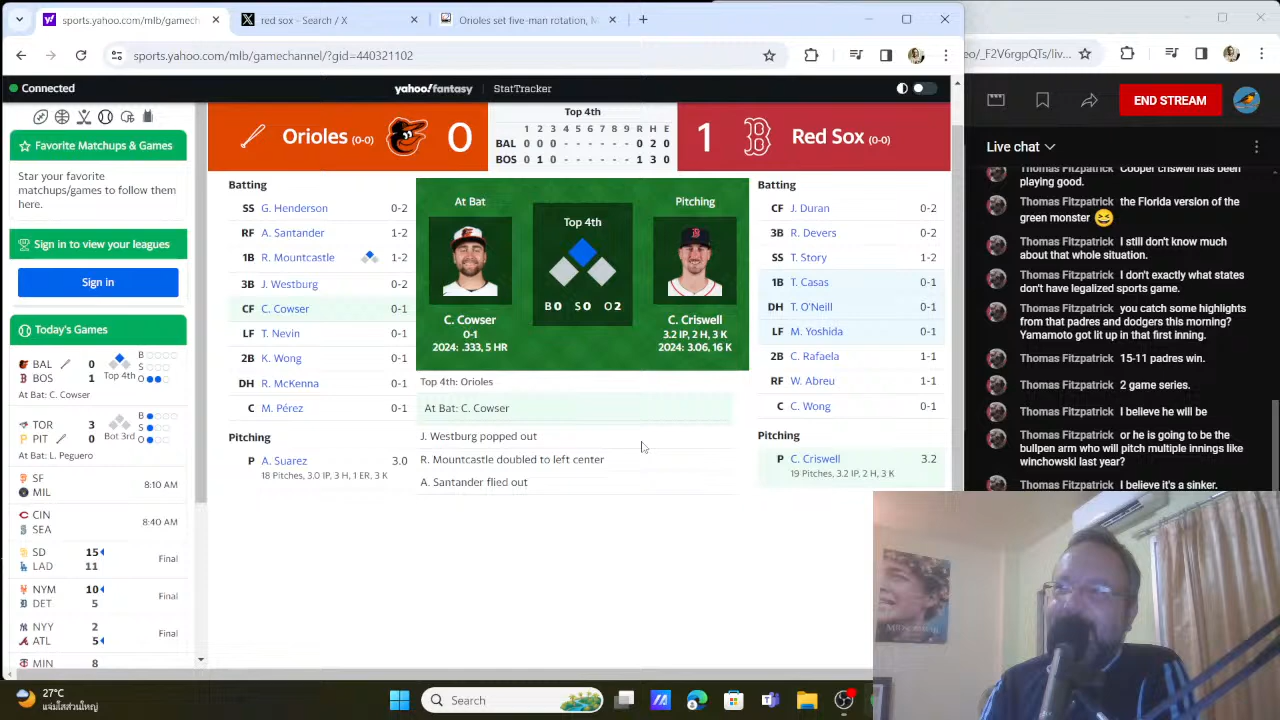 sports.yahoo.com/mlb/gamech
red sox - Search / X
Orioles set five-man rotation, M
sports.yahoo.com/mlb/gamechannel/?gid=440321102
eo/_F2V6rgpQTs/liv...
Connected
yahoo!fantasy
StatTracker
END STREAM
Favorite Matchups & Games
Star your favorite
matchups/games to follow them
here.
Sign in to view your leagues
Sign in
Today's Games
BAL 0
BOS 1
B
S
O
Top 4th
At Bat: C. Cowser
TOR 3
PIT 0
B
S
O
Bot 3rd
At Bat: L. Peguero
SF
MIL
8:10 AM
CIN
SEA
8:40 AM
SD 15
LAD 11
Final
NYM 10
DET 5
Final
NYY 2
ATL 5
Final
MIN 8
Orioles (0-0) 0
Top 4th
1 2 3 4 5 6 7 8 9 R H E
BAL 0 0 0 - - - - - - 0 2 0
BOS 0 1 0 - - - - - - 1 3 0
1 Red Sox (0-0)
Batting
SS G. Henderson 0-2
RF A. Santander 1-2
1B R. Mountcastle 1-2
3B J. Westburg 0-2
CF C. Cowser 0-1
LF T. Nevin 0-1
2B K. Wong 0-1
DH R. McKenna 0-1
C M. Pérez 0-1
Pitching
P A. Suarez 3.0
18 Pitches, 3.0 IP, 3 H, 1 ER, 3 K
At Bat
C. Cowser
0-1
2024: .333, 5 HR
Top 4th
B 0 S 0 O 2
Pitching
C. Criswell
3.2 IP, 2 H, 3 K
2024: 3.06, 16 K
Top 4th: Orioles
At Bat: C. Cowser
J. Westburg popped out
R. Mountcastle doubled to left center
A. Santander flied out
Batting
CF J. Duran 0-2
3B R. Devers 0-2
SS T. Story 1-2
1B T. Casas 0-1
DH T. O'Neill 0-1
LF M. Yoshida 0-1
2B C. Rafaela 1-1
RF W. Abreu 1-1
C C. Wong 0-1
Pitching
P C. Criswell 3.2
19 Pitches, 3.2 IP, 2 H, 3 K
Live chat
Thomas Fitzpatrick Cooper criswell has been
playing good.
Thomas Fitzpatrick the Florida version of the
green monster 😆
Thomas Fitzpatrick I still don't know much
about that whole situation.
Thomas Fitzpatrick I don't exactly what states
don't have legalized sports game.
Thomas Fitzpatrick you catch some highlights
from that padres and dodgers this morning?
Yamamoto got lit up in that first inning.
Thomas Fitzpatrick 15-11 padres win.
Thomas Fitzpatrick 2 game series.
Thomas Fitzpatrick I believe he will be
Thomas Fitzpatrick or he is going to be the
bullpen arm who will pitch multiple innings like
winchowski last year?
Thomas Fitzpatrick I believe it's a sinker.
27°C
แจ่มใสส่วนใหญ่
Search